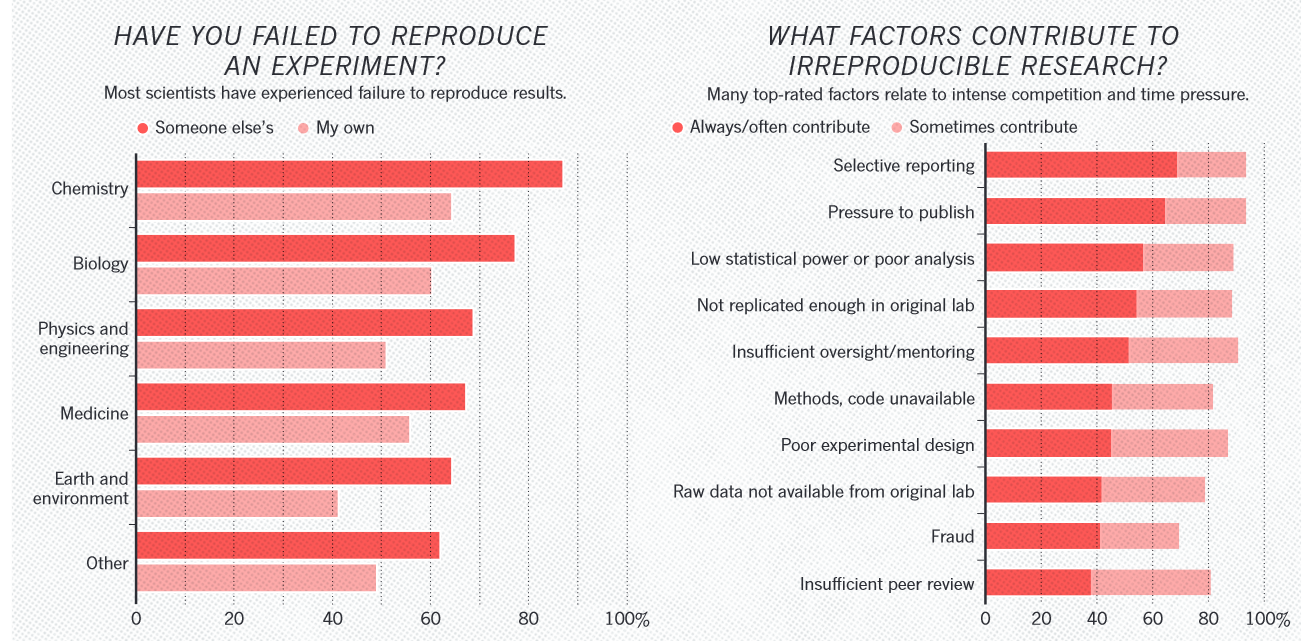 HAVE YOU FAILED TO REPRODUCE
AN EXPERIMENT?
Most scientists have experienced failure to reproduce results.
Someone else's
My own
Chemistry
Biology
Physics and
engineering
Medicine
Earth and
environment
Other
0 20 40 60 80 100%
WHAT FACTORS CONTRIBUTE TO
IRREPRODUCIBLE RESEARCH?
Many top-rated factors relate to intense competition and time pressure.
Always/often contribute
Sometimes contribute
Selective reporting
Pressure to publish
Low statistical power or poor analysis
Not replicated enough in original lab
Insufficient oversight/mentoring
Methods, code unavailable
Poor experimental design
Raw data not available from original lab
Fraud
Insufficient peer review
0 20 40 60 80 100%